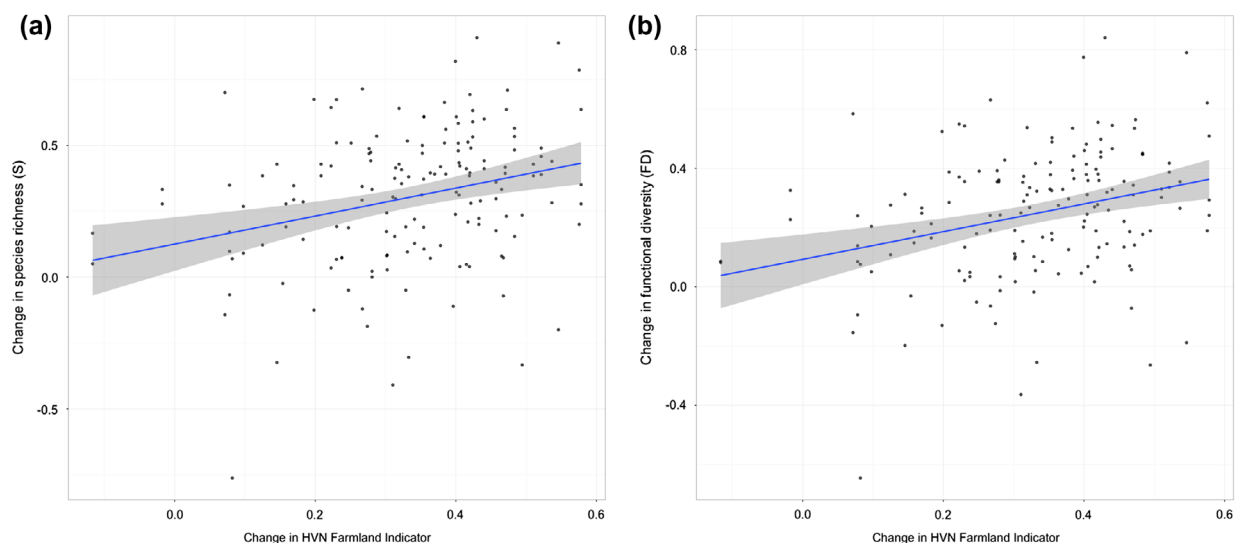 (a)
Change in species richness (S)
0.5
0.0
-0.5
0.0 0.2 0.4 0.6
Change in HVN Farmland Indicator
(b)
Change in functional diversity (FD)
0.8
0.4
0.0
-0.4
0.0 0.2 0.4 0.6
Change in HVN Farmland Indicator